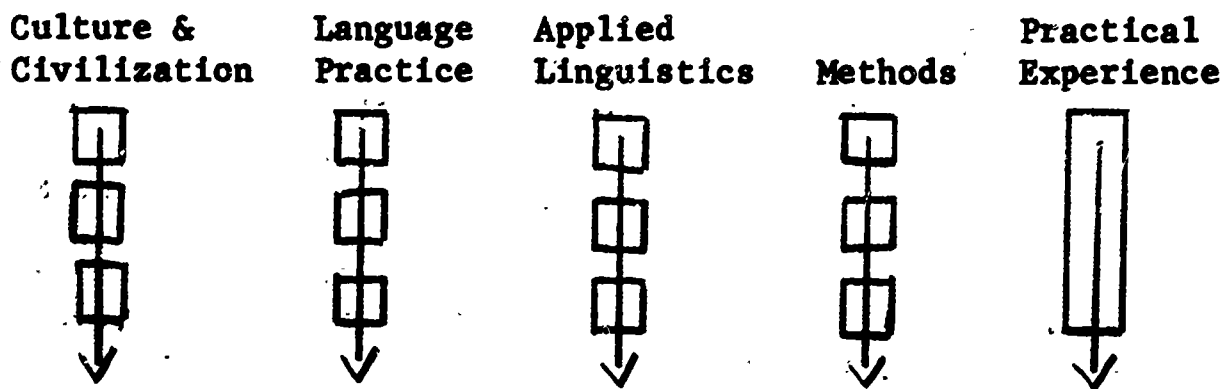 Culture &
Civilization
Language
Practice
Applied
Linguistics
Methods
Practical
Experience